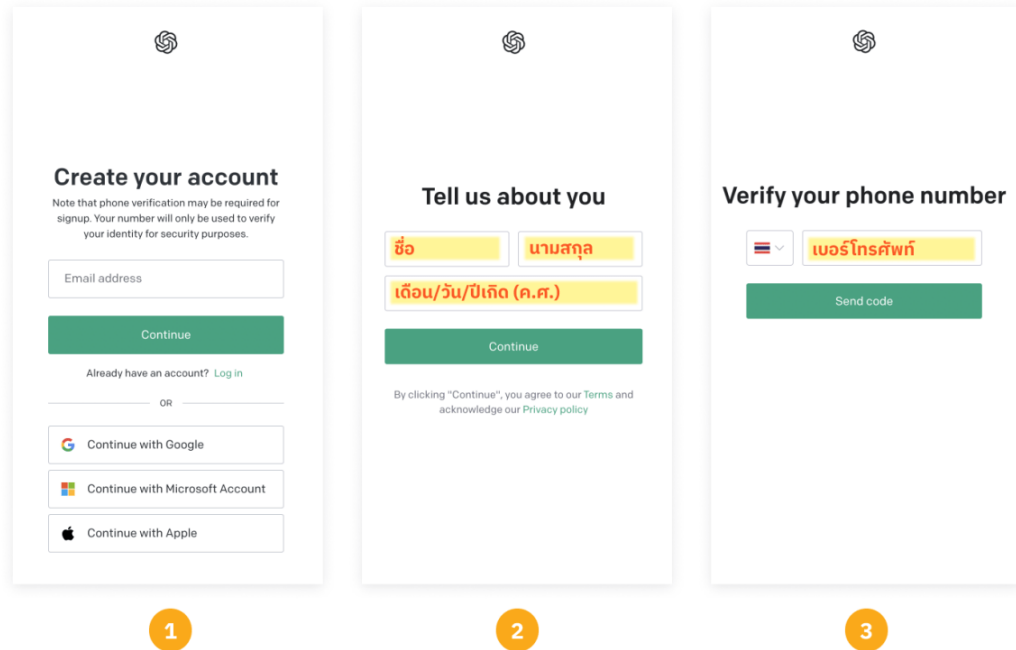 Create your account
Note that phone verification may be required for
signup. Your number will only be used to verify
your identity for security purposes.
Email address
Continue
Already have an account? Log in
OR
Continue with Google
Continue with Microsoft Account
Continue with Apple
1
Tell us about you
ชื่อ
นามสกุล
เดือน/วัน/ปีเกิด (ค.ศ.)
Continue
By clicking "Continue", you agree to our Terms and
acknowledge our Privacy policy
2
Verify your phone number
เบอร์โทรศัพท์
Send code
3